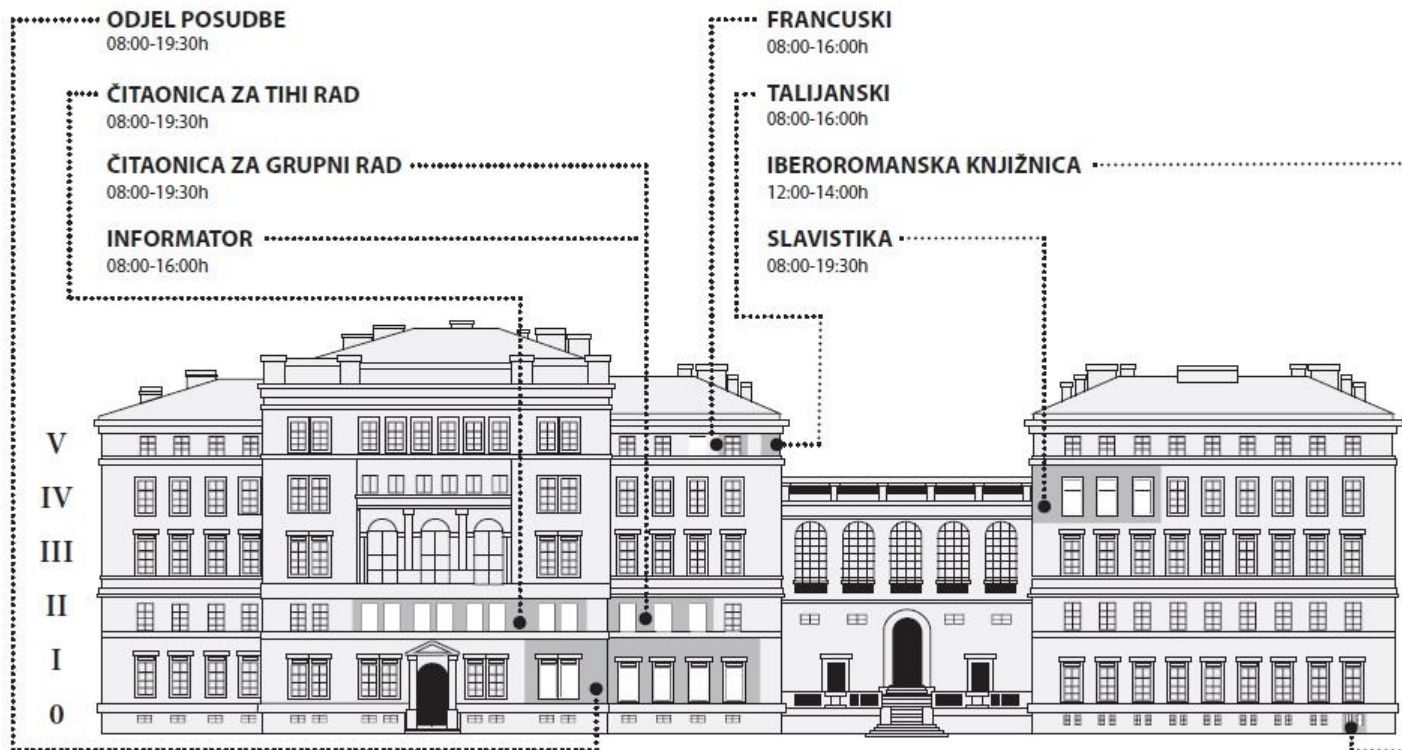 ODJEL POSUDBE
08:00-19:30h
ČITAONICA ZA TIHI RAD
08:00-19:30h
ČITAONICA ZA GRUPNI RAD
08:00-19:30h
INFORMATOR
08:00-16:00h
FRANCUSKI
08:00-16:00h
TALIJANSKI
08:00-16:00h
IBEROROMANSKA KNJIŽNICA
12:00-14:00h
SLAVISTIKA
08:00-19:30h
V
IV
III
II
I
0